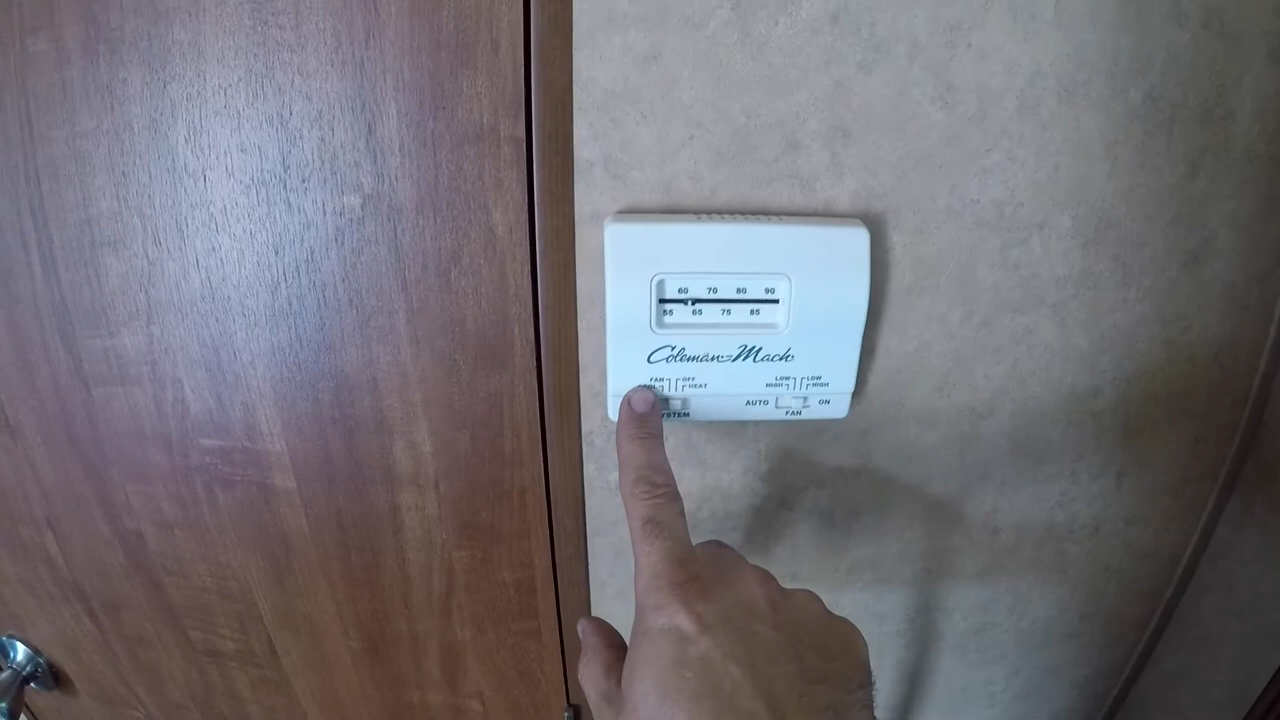 60 70 80 90
55 65 75 85
Coleman-Mach
FAN OFF LOW LOW
HEAT HIGH HIGH
AUTO ON
FAN